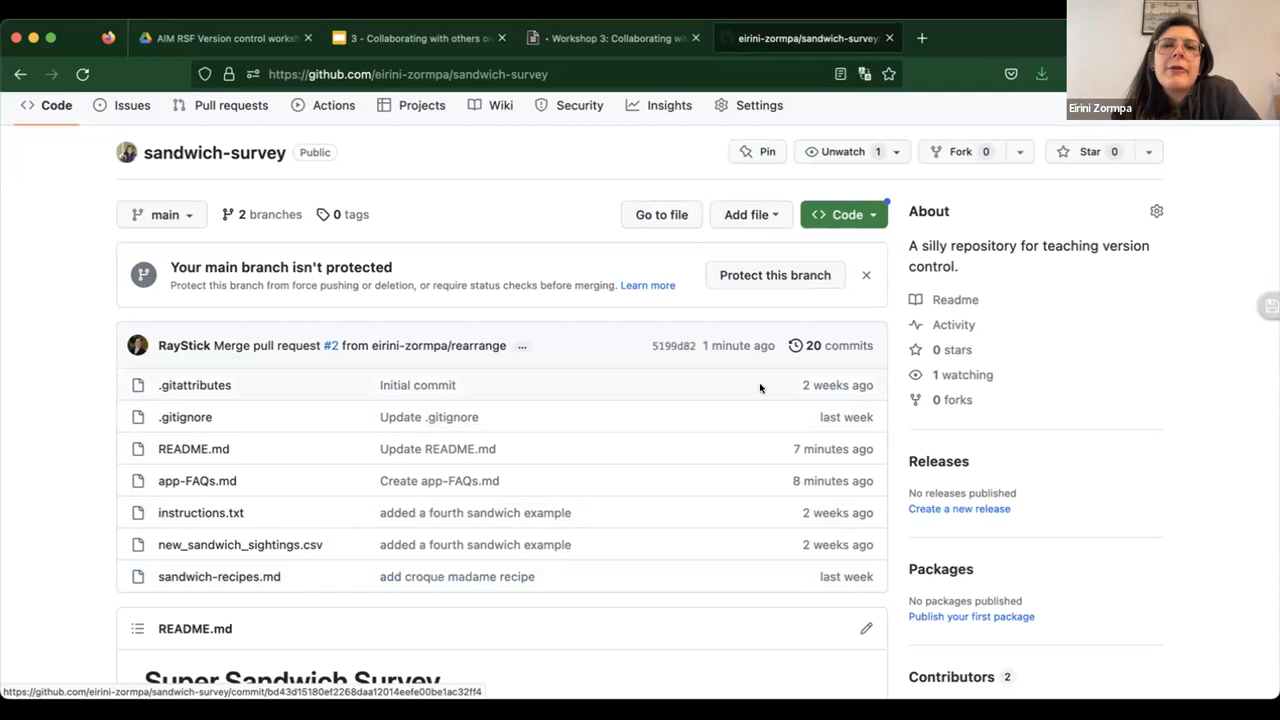 AIM RSF Version control works
3 - Collaborating with others on
· Workshop 3: Collaborating wi
eirini-zormpa/sandwich-survey:
https://github.com/eirini-zormpa/sandwich-survey
Eirini Zormpa
Code Issues Pull requests Actions Projects Wiki Security Insights Settings
sandwich-survey Public Pin Unwatch 1 Fork 0 Star 0
main 2 branches 0 tags Go to file Add file Code
Your main branch isn't protected
Protect this branch from force pushing or deletion, or require status checks before merging. Learn more
Protect this branch
RayStick Merge pull request #2 from eirini-zormpa/rearrange ... 5199d82 1 minute ago 20 commits
.gitattributes Initial commit 2 weeks ago
.gitignore Update .gitignore last week
README.md Update README.md 7 minutes ago
app-FAQs.md Create app-FAQs.md 8 minutes ago
instructions.txt added a fourth sandwich example 2 weeks ago
new_sandwich_sightings.csv added a fourth sandwich example 2 weeks ago
sandwich-recipes.md add croque madame recipe last week
README.md
Super Sandwich Survey
About
A silly repository for teaching version
control.
Readme
Activity
0 stars
1 watching
0 forks
Releases
No releases published
Create a new release
Packages
No packages published
Publish your first package
Contributors 2
https://github.com/eirini-zormpa/sandwich-survey/commit/bd43d15180ef2268daa12014eefe00be1ac32ff4